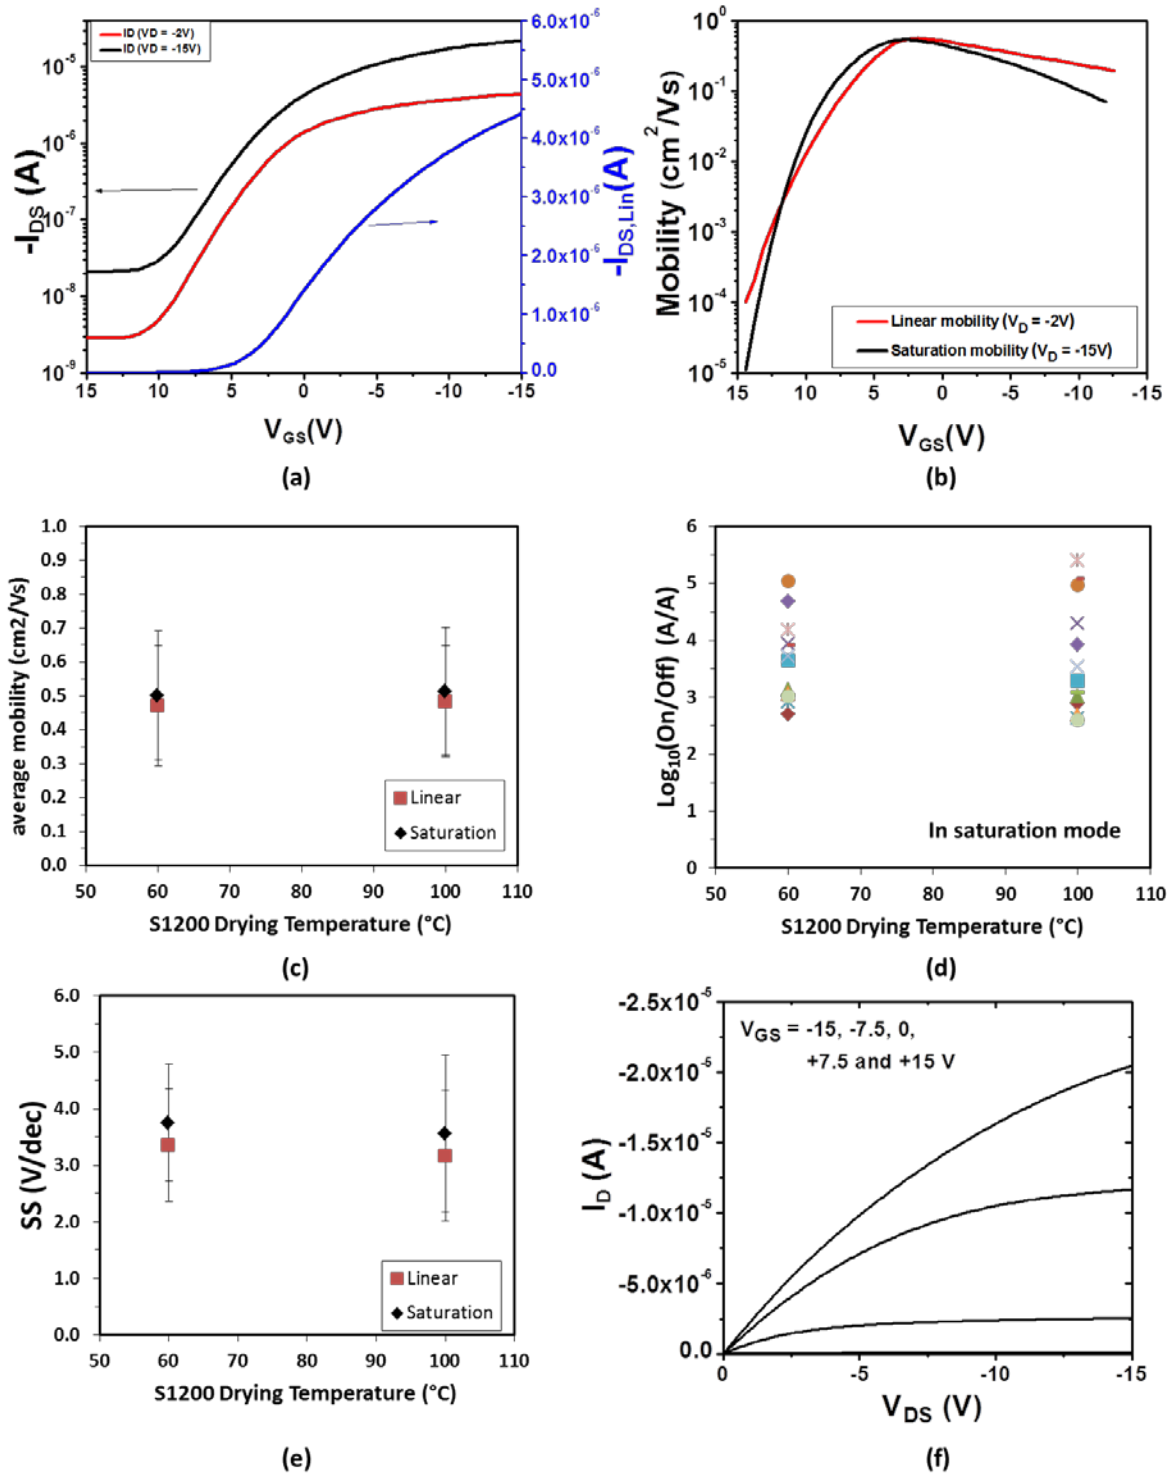 ID (VD = -2V)
ID (VD = -15V)
10⁻⁵
10⁻⁶
10⁻⁷
10⁻⁸
10⁻⁹
-I_DS (A)
6.0x10⁻⁶
5.0x10⁻⁶
4.0x10⁻⁶
3.0x10⁻⁶
2.0x10⁻⁶
1.0x10⁻⁶
0.0
-I_DS,Lin(A)
15 10 5 0 -5 -10 -15
V_GS(V)
(a)
10⁰
10⁻¹
10⁻²
10⁻³
10⁻⁴
10⁻⁵
Mobility (cm²/Vs)
Linear mobility (V_D = -2V)
Saturation mobility (V_D = -15V)
15 10 5 0 -5 -10 -15
V_GS(V)
(b)
1.0
0.9
0.8
0.7
0.6
0.5
0.4
0.3
0.2
0.1
0.0
average mobility (cm2/Vs)
Linear
Saturation
50 60 70 80 90 100 110
S1200 Drying Temperature (°C)
(c)
6
5
4
3
2
1
0
Log₁₀(On/Off) (A/A)
In saturation mode
50 60 70 80 90 100 110
S1200 Drying Temperature (°C)
(d)
6.0
5.0
4.0
3.0
2.0
1.0
0.0
SS (V/dec)
Linear
Saturation
50 60 70 80 90 100 110
S1200 Drying Temperature (°C)
(e)
-2.5x10⁻⁵
-2.0x10⁻⁵
-1.5x10⁻⁵
-1.0x10⁻⁵
-5.0x10⁻⁶
0.0
I_D (A)
V_GS = -15, -7.5, 0,
+7.5 and +15 V
0 -5 -10 -15
V_DS (V)
(f)